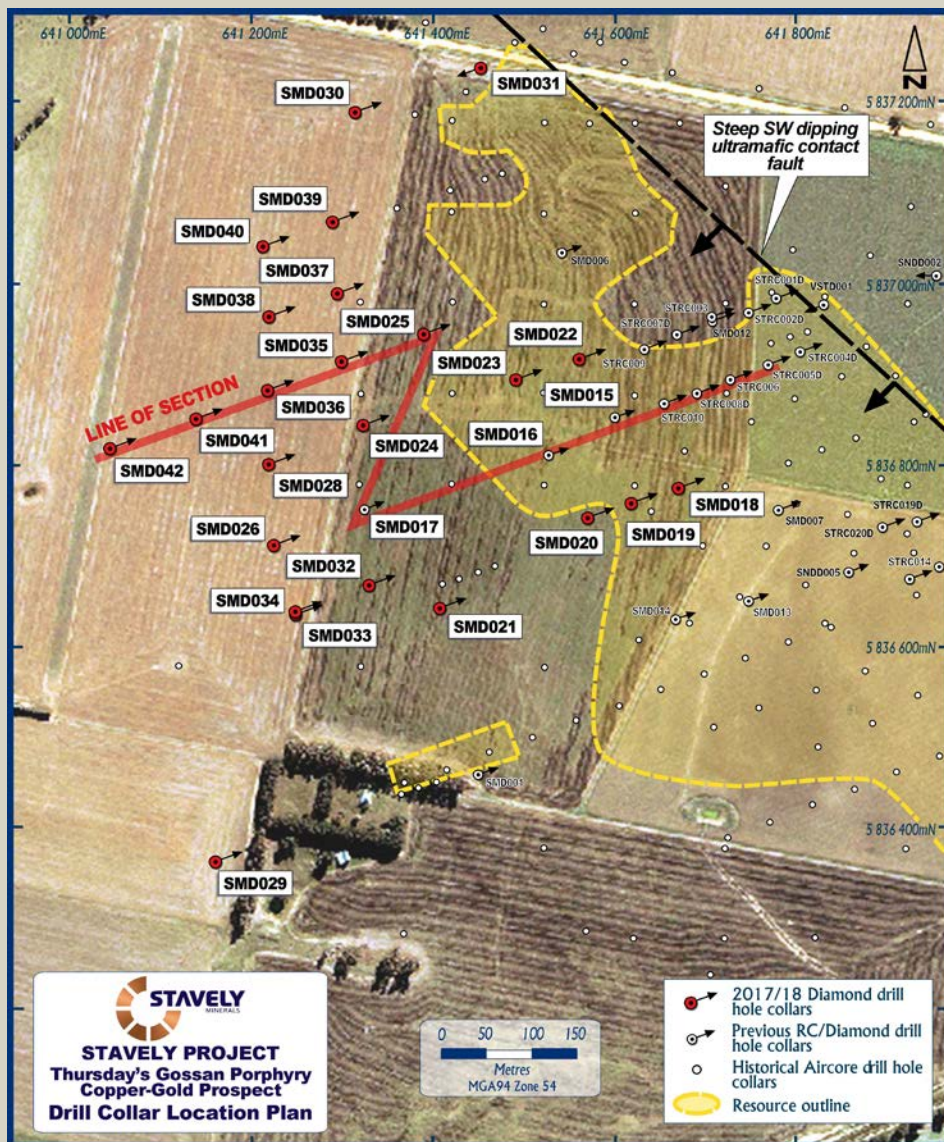 641 000mE
641 200mE
641 400mE
641 600mE
641 800mE
SMD031
SMD030
5 837 200mN
N
Steep SW dipping
ultramafic contact
fault
SMD039
SMD040
SMD006
SNDD002
SMD037
STRC001D
VSTD001
5 837 000mN
SMD038
SMD025
SMD022
STRC003
STRC007D
SMD012
STRC002D
SMD035
SMD023
STRC009
STRC004D
SMD015
STRC005D
STRC006
SMD036
STRC008D
STRC010
LINE OF SECTION
SMD041
SMD024
SMD016
SMD042
SMD028
5 836 800mN
SMD018
SMD017
SMD019
SMD020
SMD007
STRC019D
STRC020D
SMD026
SMD032
SNDD005
STRC014
SMD034
SMD033
SMD021
SMD014
SMD013
5 836 600mN
SMD001
5 836 400mN
SMD029
STAVELY
MINERALS
STAVELY PROJECT
Thursday's Gossan Porphyry
Copper-Gold Prospect
Drill Collar Location Plan
0 50 100 150
Metres
MGA94 Zone 54
2017/18 Diamond drill
hole collars
Previous RC/Diamond drill
hole collars
Historical Aircore drill hole
collars
Resource outline